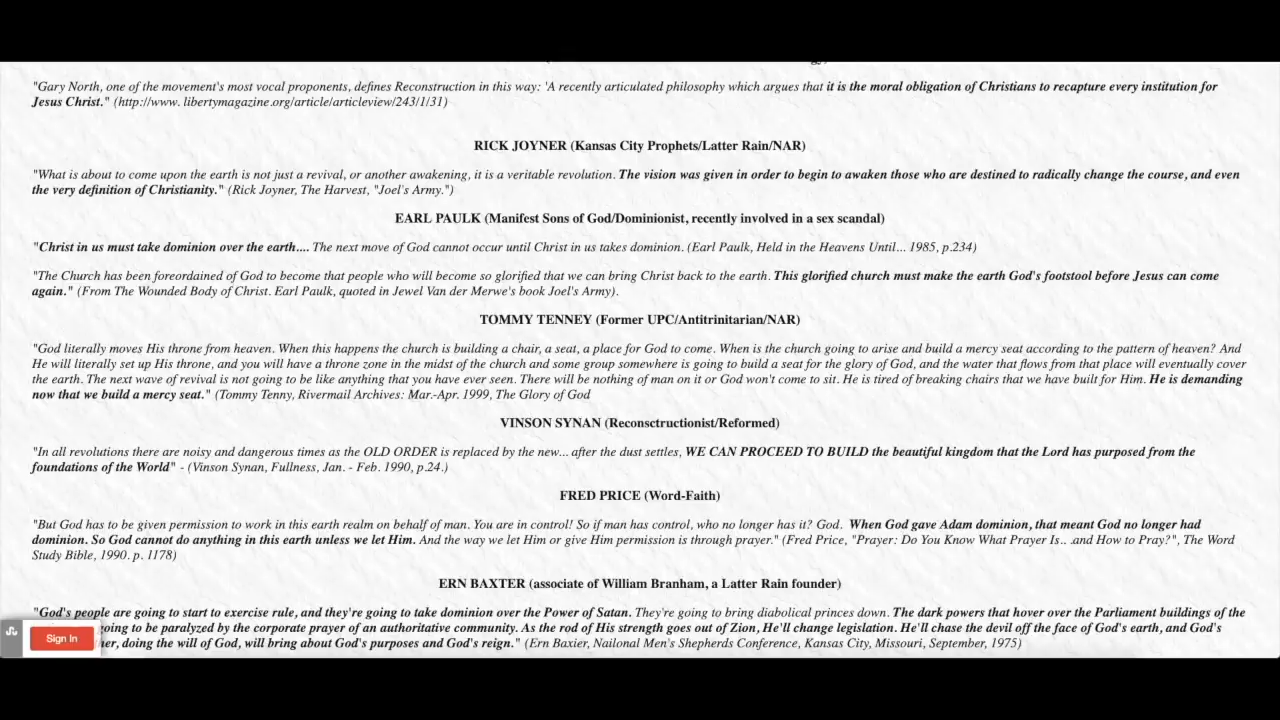 "Gary North, one of the movement's most vocal proponents, defines Reconstruction in this way: 'A recently articulated philosophy which argues that it is the moral obligation of Christians to recapture every institution for
Jesus Christ." (http://www. libertymagazine.org/article/articleview/243/1/31)
RICK JOYNER (Kansas City Prophets/Latter Rain/NAR)
"What is about to come upon the earth is not just a revival, or another awakening, it is a veritable revolution. The vision was given in order to begin to awaken those who are destined to radically change the course, and even
the very definition of Christianity." (Rick Joyner, The Harvest, "Joel's Army.")
EARL PAULK (Manifest Sons of God/Dominionist, recently involved in a sex scandal)
"Christ in us must take dominion over the earth.... The next move of God cannot occur until Christ in us takes dominion. (Earl Paulk, Held in the Heavens Until... 1985, p.234)
"The Church has been foreordained of God to become that people who will become so glorified that we can bring Christ back to the earth. This glorified church must make the earth God's footstool before Jesus can come
again." (From The Wounded Body of Christ. Earl Paulk, quoted in Jewel Van der Merwe's book Joel's Army).
TOMMY TENNEY (Former UPC/Antitrinitarian/NAR)
"God literally moves His throne from heaven. When this happens the church is building a chair, a seat, a place for God to come. When is the church going to arise and build a mercy seat according to the pattern of heaven? And
He will literally set up His throne, and you will have a throne zone in the midst of the church and some group somewhere is going to build a seat for the glory of God, and the water that flows from that place will eventually cover
the earth. The next wave of revival is not going to be like anything that you have ever seen. There will be nothing of man on it or God won't come to sit. He is tired of breaking chairs that we have built for Him. He is demanding
now that we build a mercy seat." (Tommy Tenny, Rivermail Archives: Mar.-Apr. 1999, The Glory of God
VINSON SYNAN (Reconsctructionist/Reformed)
"In all revolutions there are noisy and dangerous times as the OLD ORDER is replaced by the new... after the dust settles, WE CAN PROCEED TO BUILD the beautiful kingdom that the Lord has purposed from the
foundations of the World" - (Vinson Synan, Fullness, Jan. - Feb. 1990, p.24.)
FRED PRICE (Word-Faith)
"But God has to be given permission to work in this earth realm on behalf of man. You are in control! So if man has control, who no longer has it? God. When God gave Adam dominion, that meant God no longer had
dominion. So God cannot do anything in this earth unless we let Him. And the way we let Him or give Him permission is through prayer." (Fred Price, "Prayer: Do You Know What Prayer Is.. .and How to Pray?", The Word
Study Bible, 1990. p. 1178)
ERN BAXTER (associate of William Branham, a Latter Rain founder)
"God's people are going to start to exercise rule, and they're going to take dominion over the Power of Satan. They're going to bring diabolical princes down. The dark powers that hover over the Parliament buildings of the
going to be paralyzed by the corporate prayer of an authoritative community. As the rod of His strength goes out of Zion, He'll change legislation. He'll chase the devil off the face of God's earth, and God's
doing the will of God, will bring about God's purposes and God's reign." (Ern Baxier, Nailonal Men's Shepherds Conference, Kansas City, Missouri, September, 1975)
Sign In